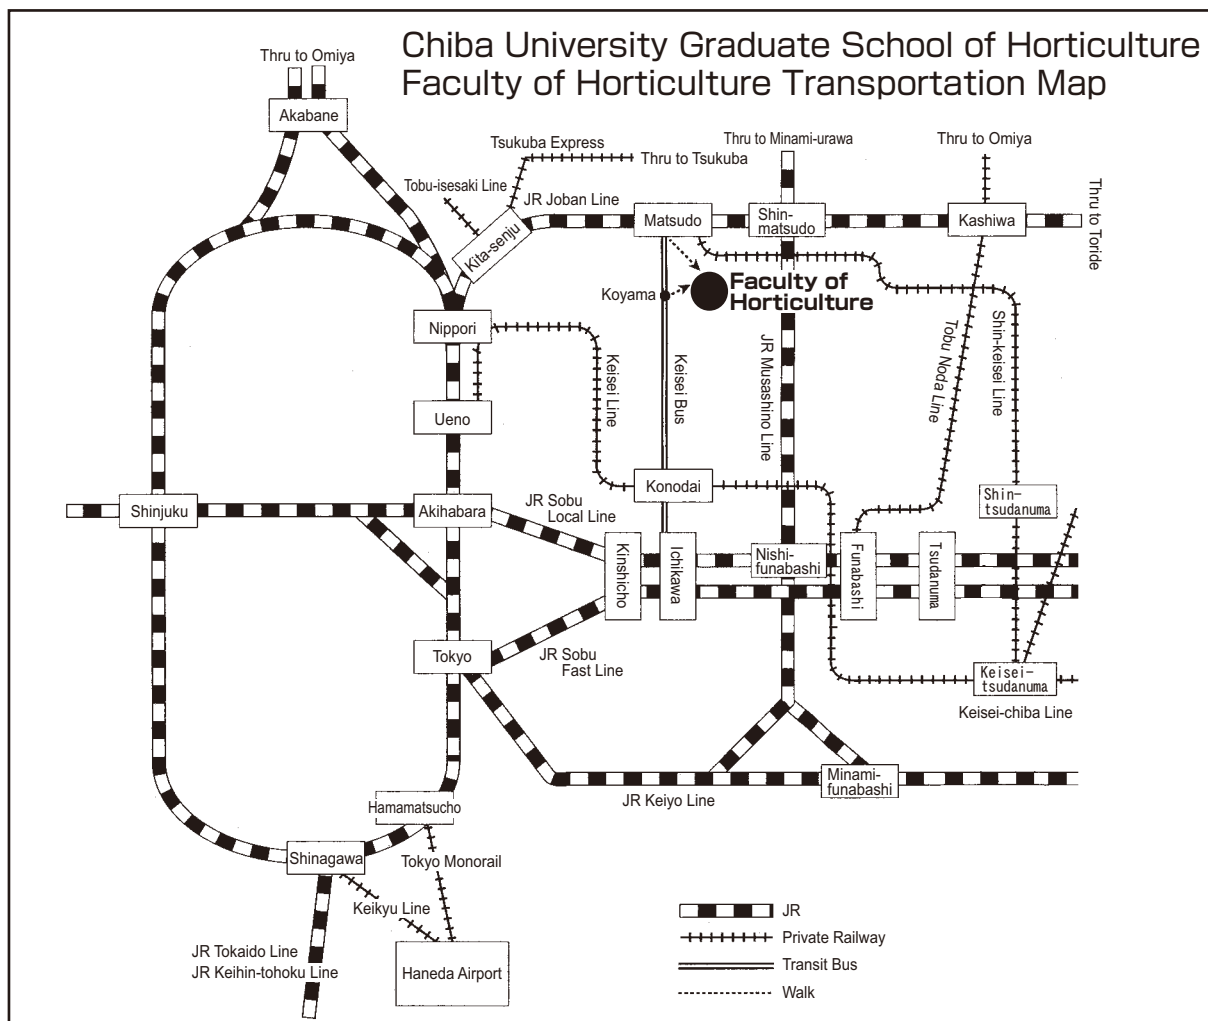 Chiba University Graduate School of Horticulture
Faculty of Horticulture Transportation Map
Thru to Omiya
Akabane
Tsukuba Express
Thru to Tsukuba
Thru to Minami-urawa
Thru to Omiya
Tobu-isesaki Line
JR Joban Line
Kita-senju
Matsudo
Shin-
matsudo
Kashiwa
Thru to Toride
Koyama
Faculty of
Horticulture
Nippori
Keisei Line
Keisei Bus
JR Musashino Line
Tobu Noda Line
Shin-keisei Line
Ueno
Konodai
Shinjuku
Akihabara
JR Sobu
Local Line
Shin-
tsudanuma
Kinshicho
Ichikawa
Nishi-
funabashi
Funabashi
Tsudanuma
Tokyo
JR Sobu
Fast Line
Keisei-
tsudanuma
Keisei-chiba Line
Minami-
funabashi
JR Keiyo Line
Hamamatsucho
Shinagawa
Tokyo Monorail
Keikyu Line
JR Tokaido Line
JR Keihin-tohoku Line
Haneda Airport
JR
Private Railway
Transit Bus
Walk